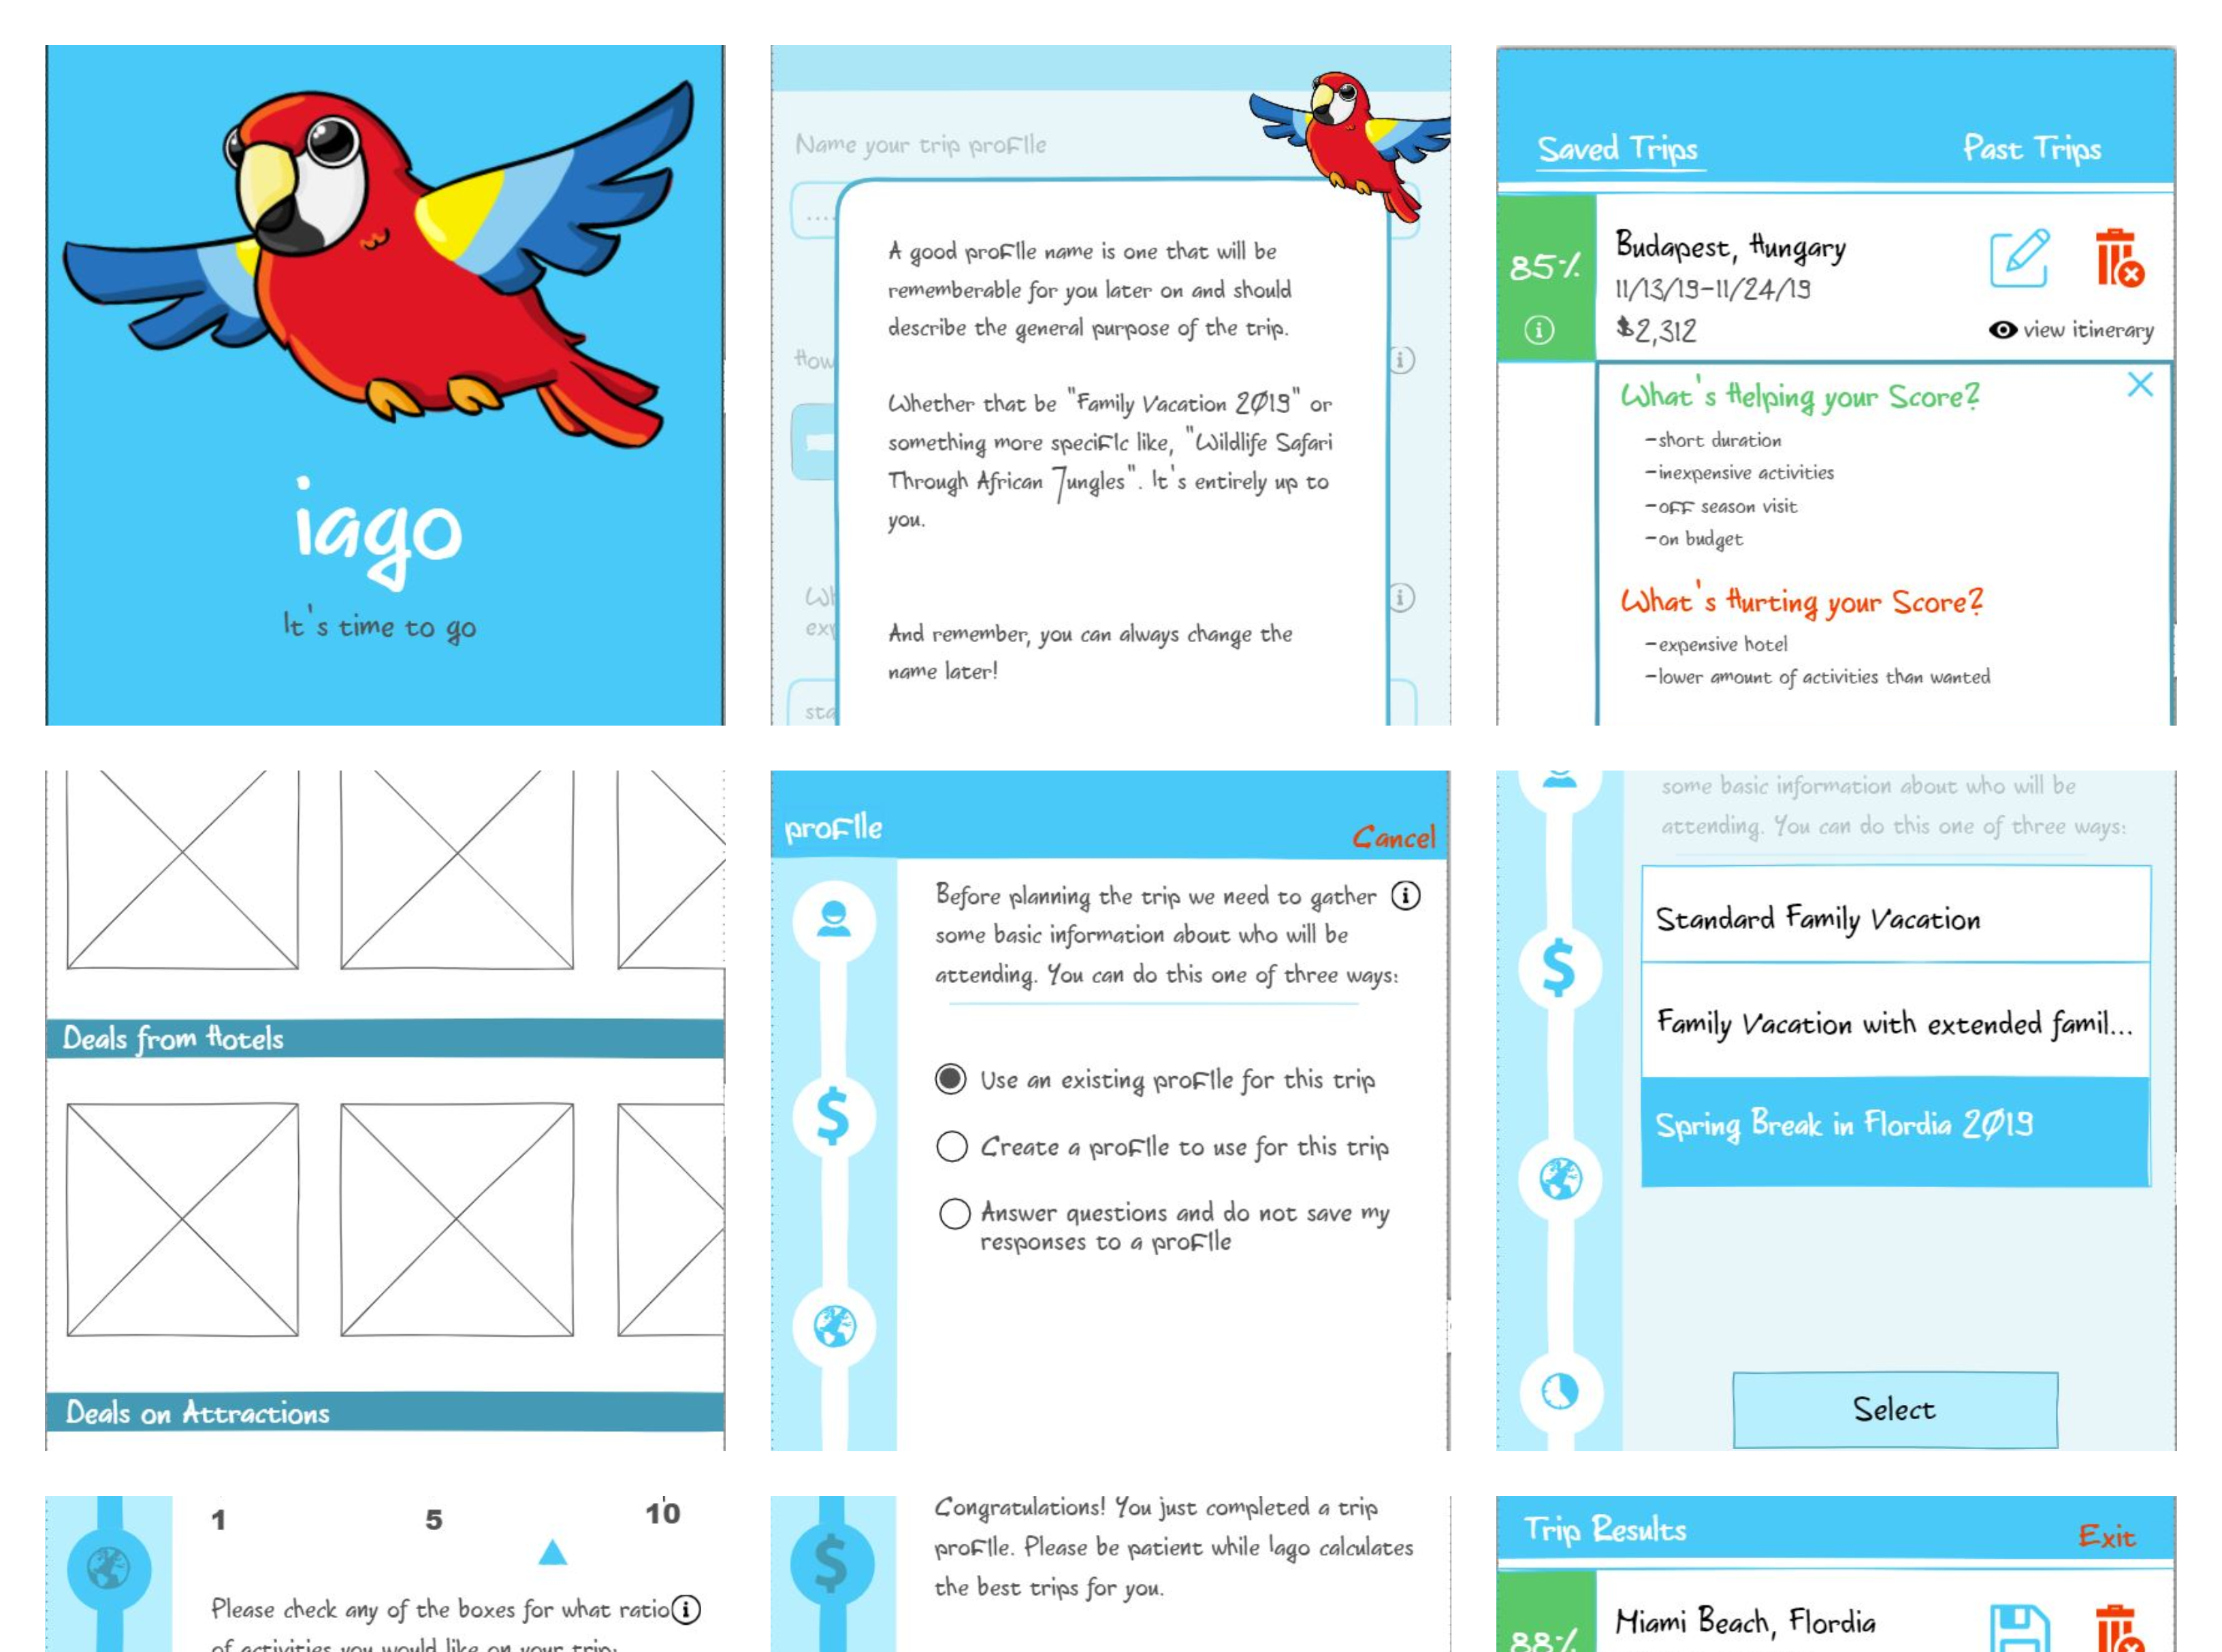 iago
It's time to go
Name your trip profile
....
How
A good profile name is one that will be
rememberable for you later on and should
describe the general purpose of the trip.
Whether that be "Family Vacation 2019" or
something more specific like, "Wildlife Safari
Through African Jungles". It's entirely up to
you.
And remember, you can always change the
name later!
Saved Trips
Past Trips
85%
Budapest, Hungary
11/13/19-11/24/19
$2,312
view itinerary
What's Helping your Score?
-short duration
-inexpensive activities
-off season visit
-on budget
What's Hurting your Score?
-expensive hotel
-lower amount of activities than wanted
Deals from Hotels
Deals on Attractions
profile
Cancel
Before planning the trip we need to gather
some basic information about who will be
attending. You can do this one of three ways:
Use an existing profile for this trip
Create a profile to use for this trip
Answer questions and do not save my
responses to a profile
some basic information about who will be
attending. You can do this one of three ways:
Standard Family Vacation
Family Vacation with extended famil...
Spring Break in Flordia 2019
Select
1 5 10
Please check any of the boxes for what ratio
of activities you would like on your trip:
Congratulations! You just completed a trip
profile. Please be patient while Iago calculates
the best trips for you.
Trip Results
Exit
88%
Miami Beach, Flordia